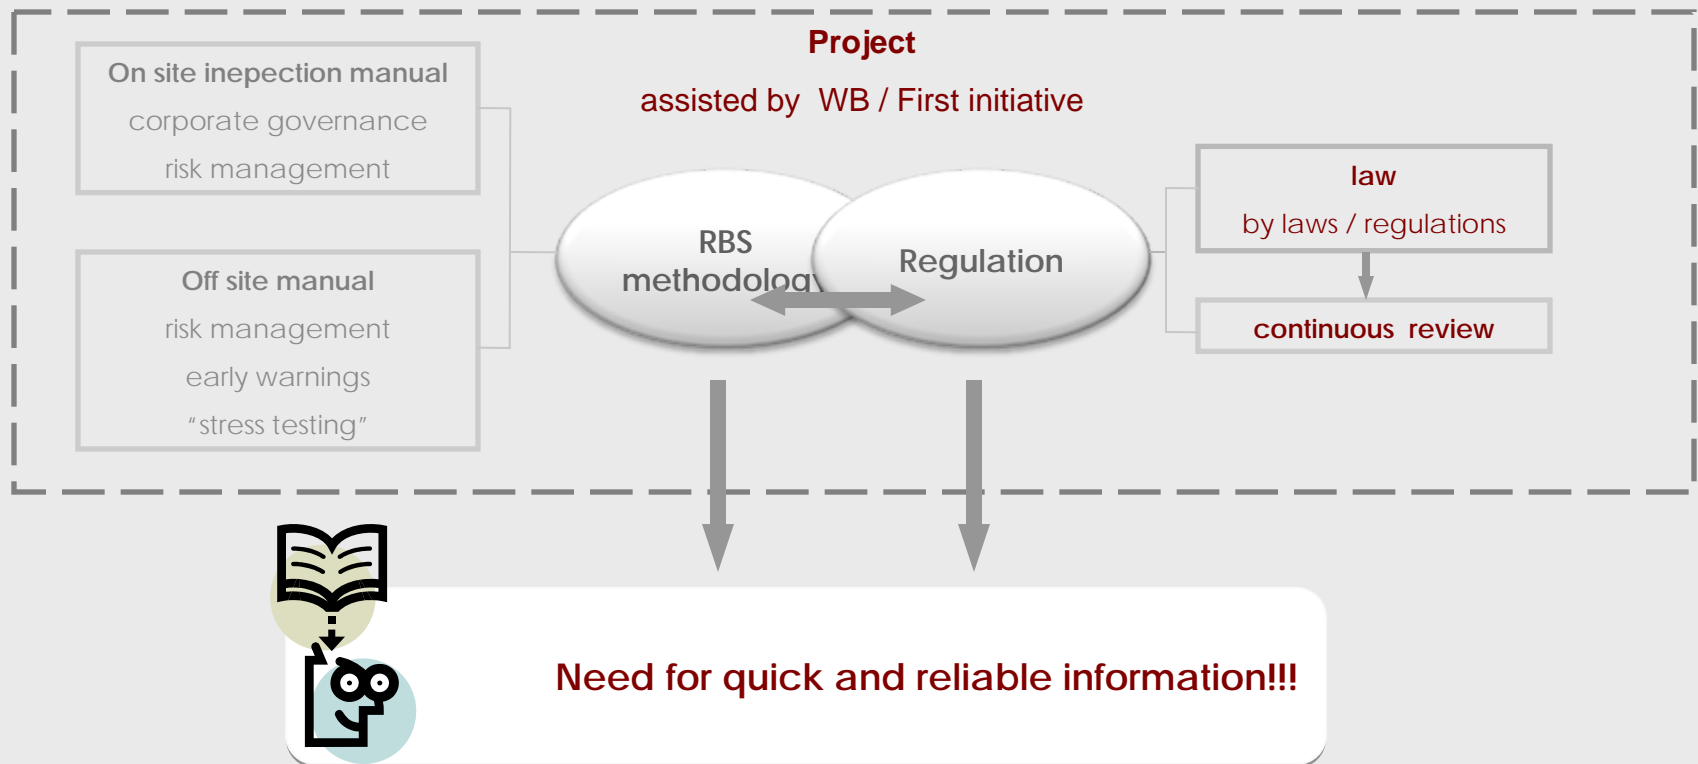 Project
assisted by WB / First initiative
On site inepection manual
corporate governance
risk management
Off site manual
risk management
early warnings
“stress testing”
RBS
methodology
Regulation
law
by laws / regulations
continuous review
Need for quick and reliable information!!!